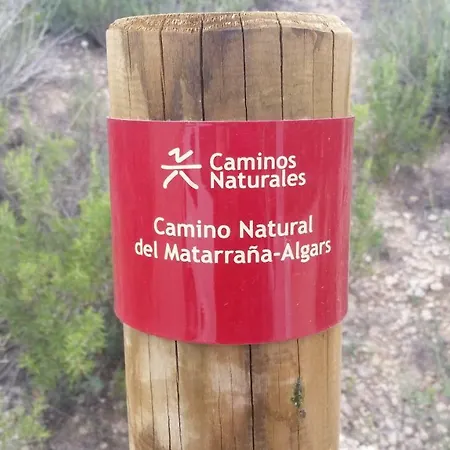 Caminos
Naturales
Camino Natural
del Matarraña-Algars